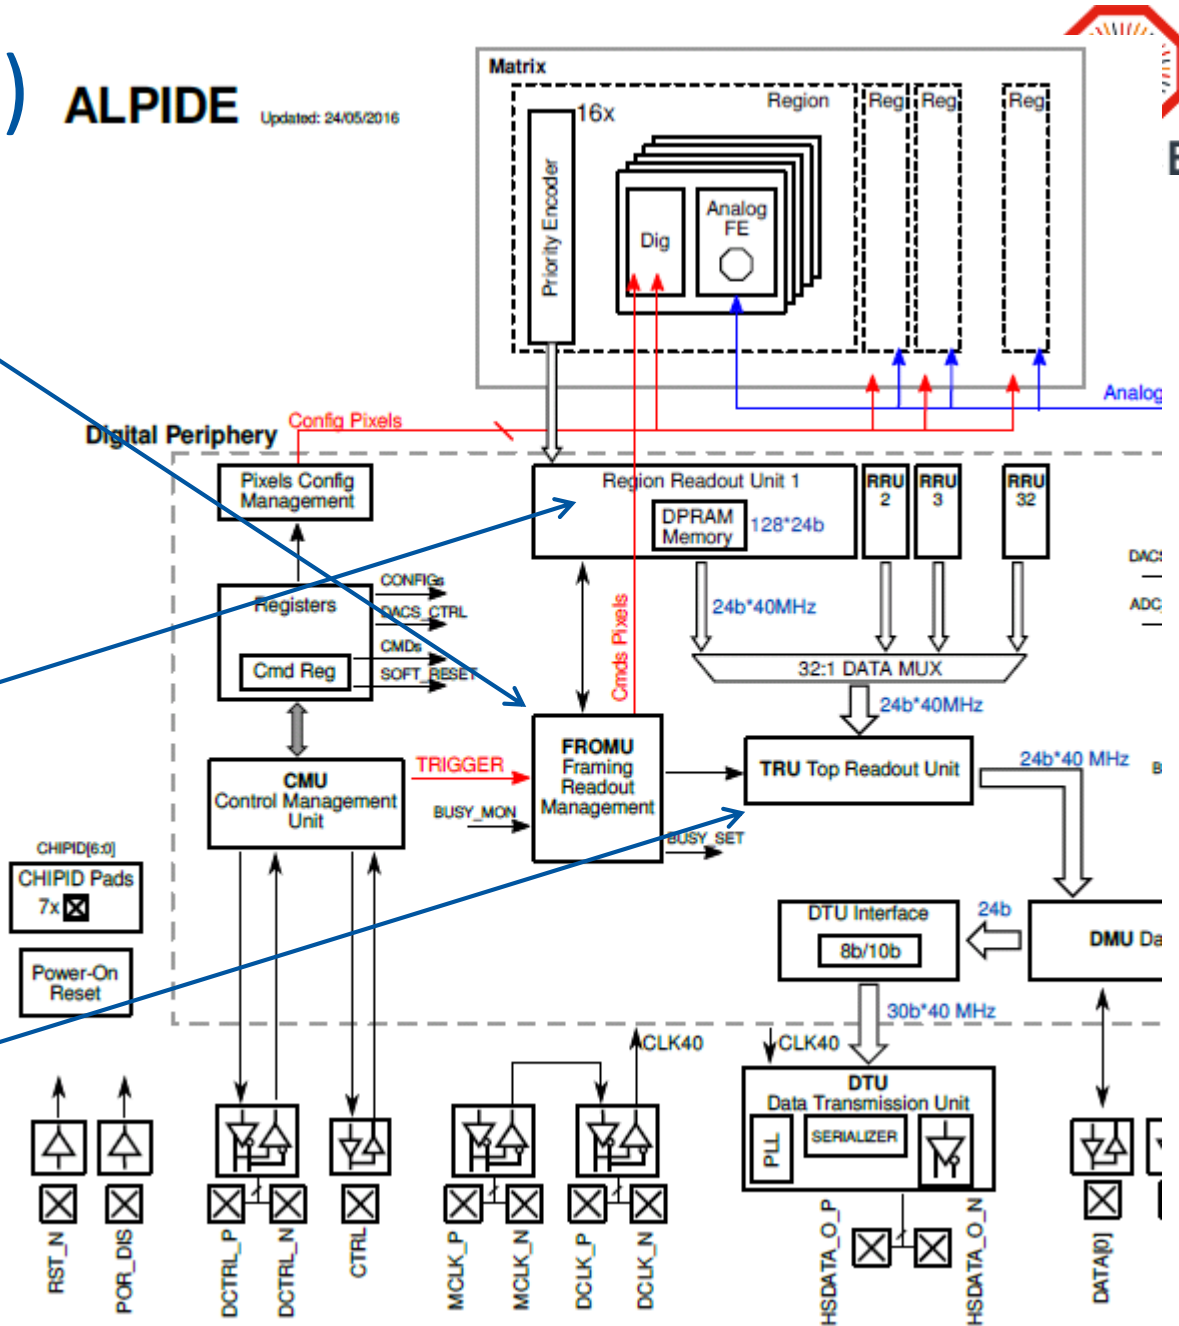 )
ALPIDE
Updated: 24/05/2016
Matrix
Region
Reg
Reg
Reg
16x
Priority Encoder
Dig
Analog
FE
Analog
Config Pixels
Digital Periphery
Pixels Config
Management
Region Readout Unit 1
DPRAM
Memory
128*24b
RRU
2
RRU
3
RRU
32
Registers
Cmd Reg
CONFIGs
DACS_CTRL
CMDs
SOFT_RESET
Cmds Pixels
24b*40MHz
DACS
ADC_
32:1 DATA MUX
24b*40MHz
CMU
Control Management
Unit
TRIGGER
BUSY_MON
FROMU
Framing
Readout
Management
BUSY_SET
TRU Top Readout Unit
24b*40 MHz
B
CHIPID[6:0]
CHIPID Pads
7x
Power-On
Reset
DTU Interface
8b/10b
24b
DMU Da
30b*40 MHz
CLK40
CLK40
DTU
Data Transmission Unit
PLL
SERIALIZER
RST_N
POR_DIS
DCTRL_P
DCTRL_N
CTRL
MCLK_P
MCLK_N
DCLK_P
DCLK_N
HSDATA_O_P
HSDATA_O_N
DATA[0]